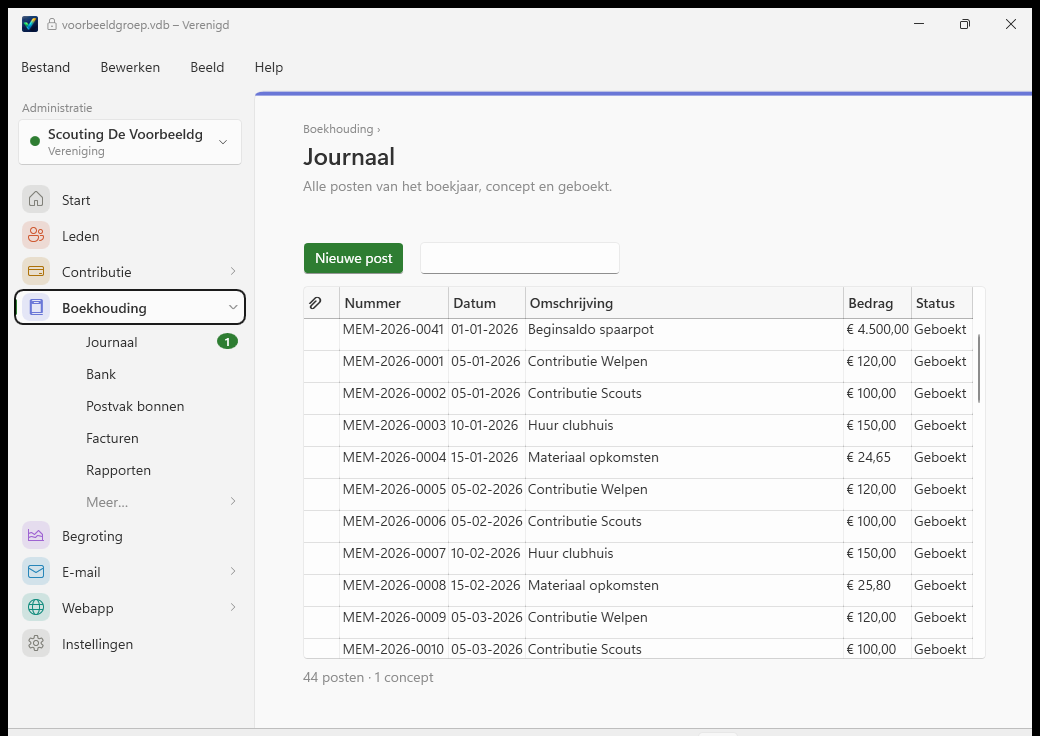 voorbeeldgroep.vdb – Verenigd
Bestand Bewerken Beeld Help
Administratie
Scouting De Voorbeeldg
Vereniging
Start
Leden
Contributie
Boekhouding
Journaal 1
Bank
Postvak bonnen
Facturen
Rapporten
Meer...
Begroting
E-mail
Webapp
Instellingen
Boekhouding ›
Journaal
Alle posten van het boekjaar, concept en geboekt.
Nieuwe post
Nummer Datum Omschrijving Bedrag Status
MEM-2026-0041 01-01-2026 Beginsaldo spaarpot € 4.500,00 Geboekt
MEM-2026-0001 05-01-2026 Contributie Welpen € 120,00 Geboekt
MEM-2026-0002 05-01-2026 Contributie Scouts € 100,00 Geboekt
MEM-2026-0003 10-01-2026 Huur clubhuis € 150,00 Geboekt
MEM-2026-0004 15-01-2026 Materiaal opkomsten € 24,65 Geboekt
MEM-2026-0005 05-02-2026 Contributie Welpen € 120,00 Geboekt
MEM-2026-0006 05-02-2026 Contributie Scouts € 100,00 Geboekt
MEM-2026-0007 10-02-2026 Huur clubhuis € 150,00 Geboekt
MEM-2026-0008 15-02-2026 Materiaal opkomsten € 25,80 Geboekt
MEM-2026-0009 05-03-2026 Contributie Welpen € 120,00 Geboekt
MEM-2026-0010 05-03-2026 Contributie Scouts € 100,00 Geboekt
44 posten · 1 concept